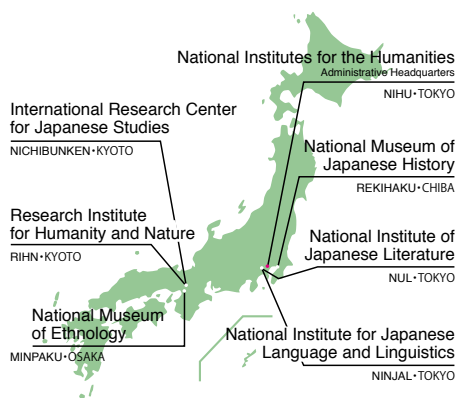 National Institutes for the Humanities
Administrative Headquarters
NIHU・TOKYO
International Research Center
for Japanese Studies
NICHIBUNKEN・KYOTO
National Museum of
Japanese History
REKIHAKU・CHIBA
Research Institute
for Humanity and Nature
RIHN・KYOTO
National Institute of
Japanese Literature
NIJL・TOKYO
National Museum
of Ethnology
MINPAKU・OSAKA
National Institute for Japanese
Language and Linguistics
NINJAL・TOKYO